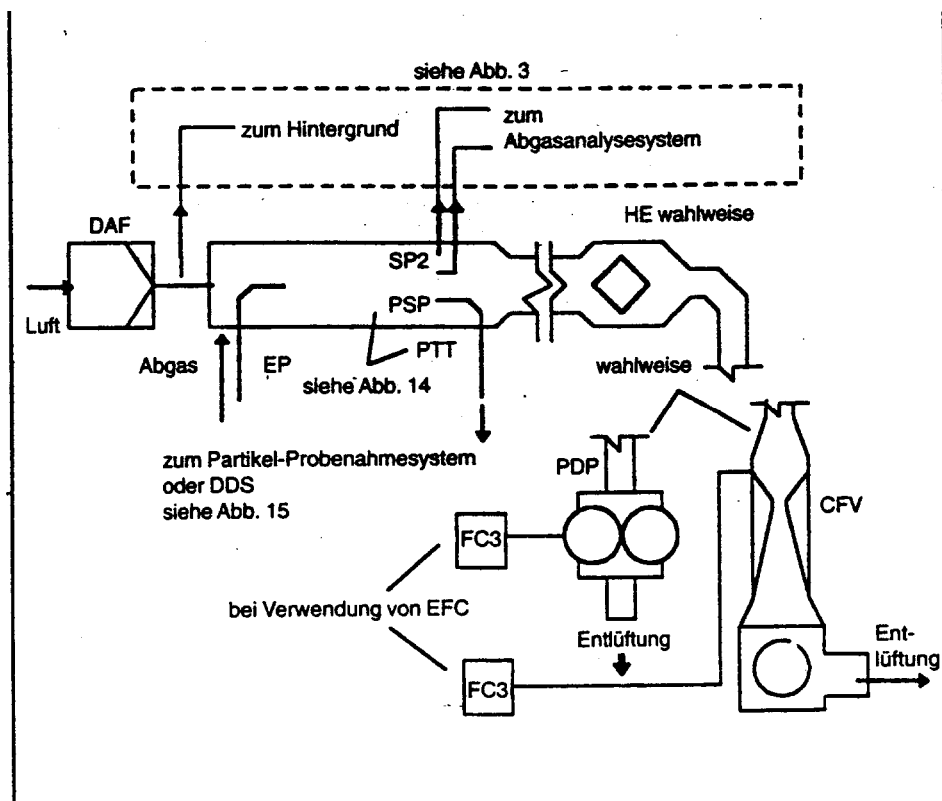 siehe Abb. 3
zum Hintergrund
zum
Abgasanalysesystem
DAF
HE wahlweise
SP2
Luft
PSP
Abgas
EP
PTT
siehe Abb. 14
wahlweise
zum Partikel-Probenahmesystem
oder DDS
siehe Abb. 15
PDP
CFV
FC3
bei Verwendung von EFC
Entlüftung
Ent-
lüftung
FC3